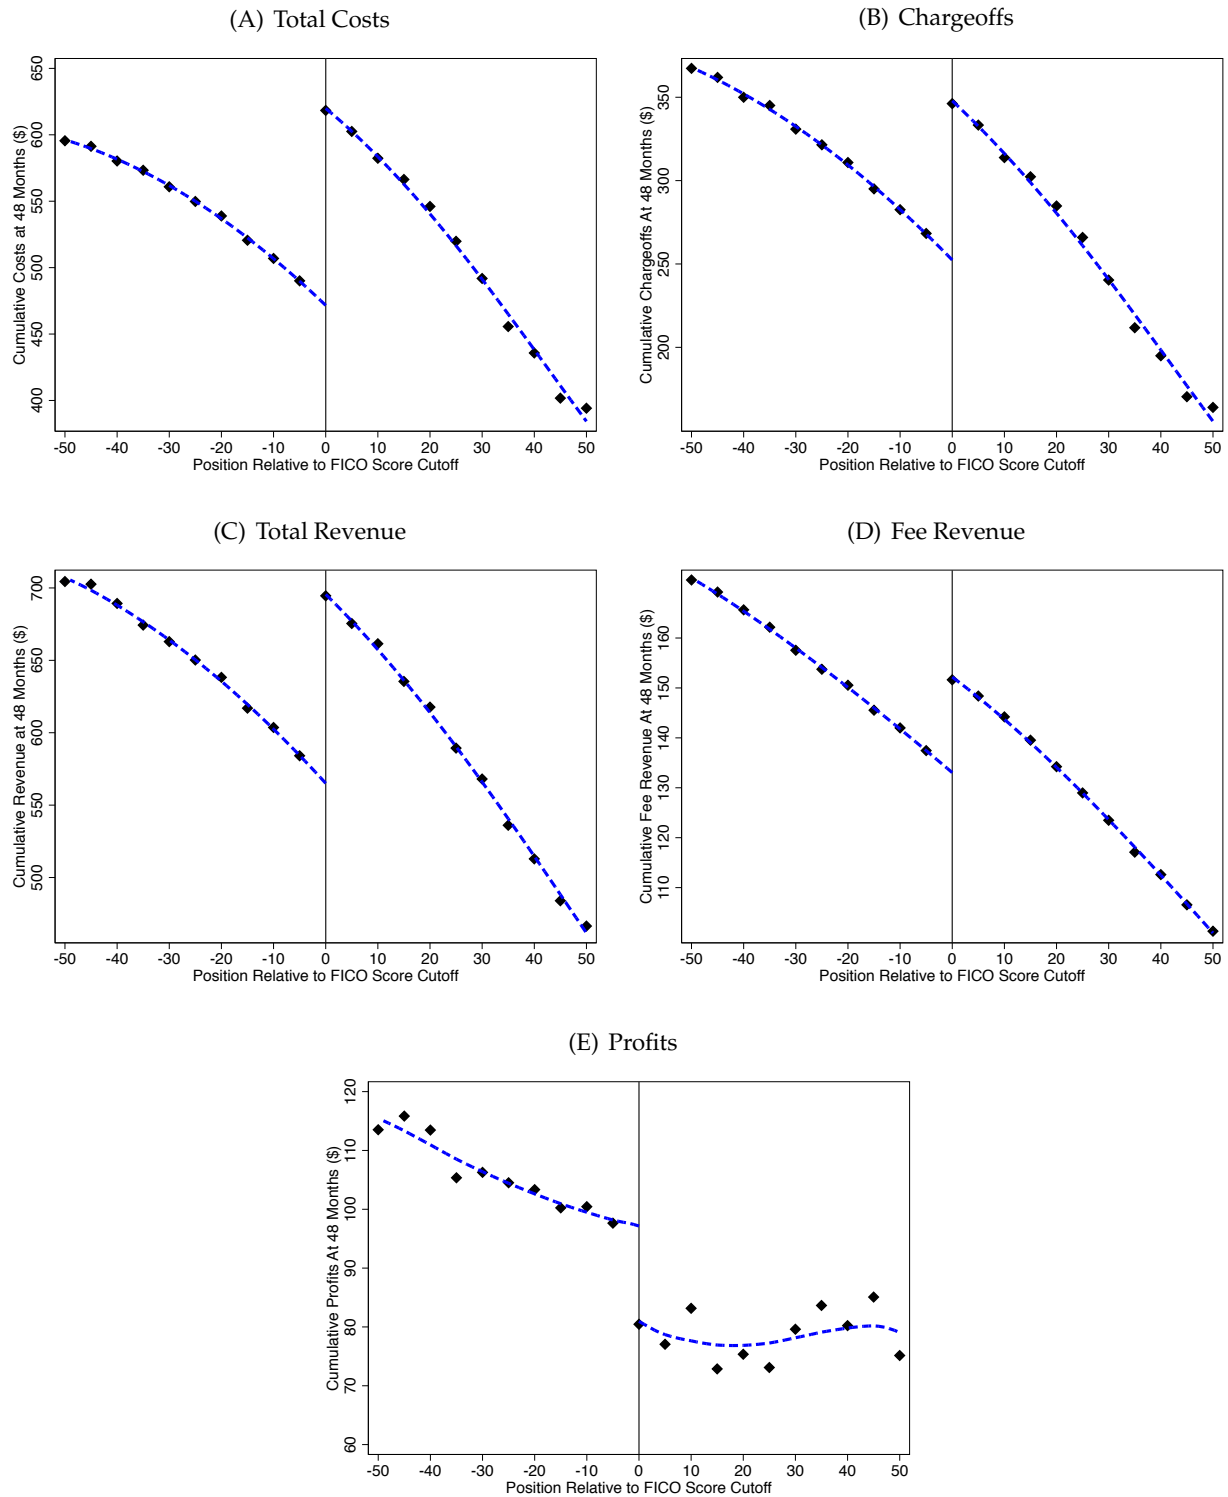 (A) Total Costs
Cumulative Costs at 48 Months ($)
650
600
550
500
450
400
-50 -40 -30 -20 -10 0 10 20 30 40 50
Position Relative to FICO Score Cutoff
(B) Chargeoffs
Cumulative Chargeoffs At 48 Months ($)
350
300
250
200
-50 -40 -30 -20 -10 0 10 20 30 40 50
Position Relative to FICO Score Cutoff
(C) Total Revenue
Cumulative Revenue at 48 Months ($)
700
650
600
550
500
-50 -40 -30 -20 -10 0 10 20 30 40 50
Position Relative to FICO Score Cutoff
(D) Fee Revenue
Cumulative Fee Revenue At 48 Months ($)
160
150
140
130
120
110
-50 -40 -30 -20 -10 0 10 20 30 40 50
Position Relative to FICO Score Cutoff
(E) Profits
Cumulative Profits At 48 Months ($)
120
110
100
90
80
70
60
-50 -40 -30 -20 -10 0 10 20 30 40 50
Position Relative to FICO Score Cutoff